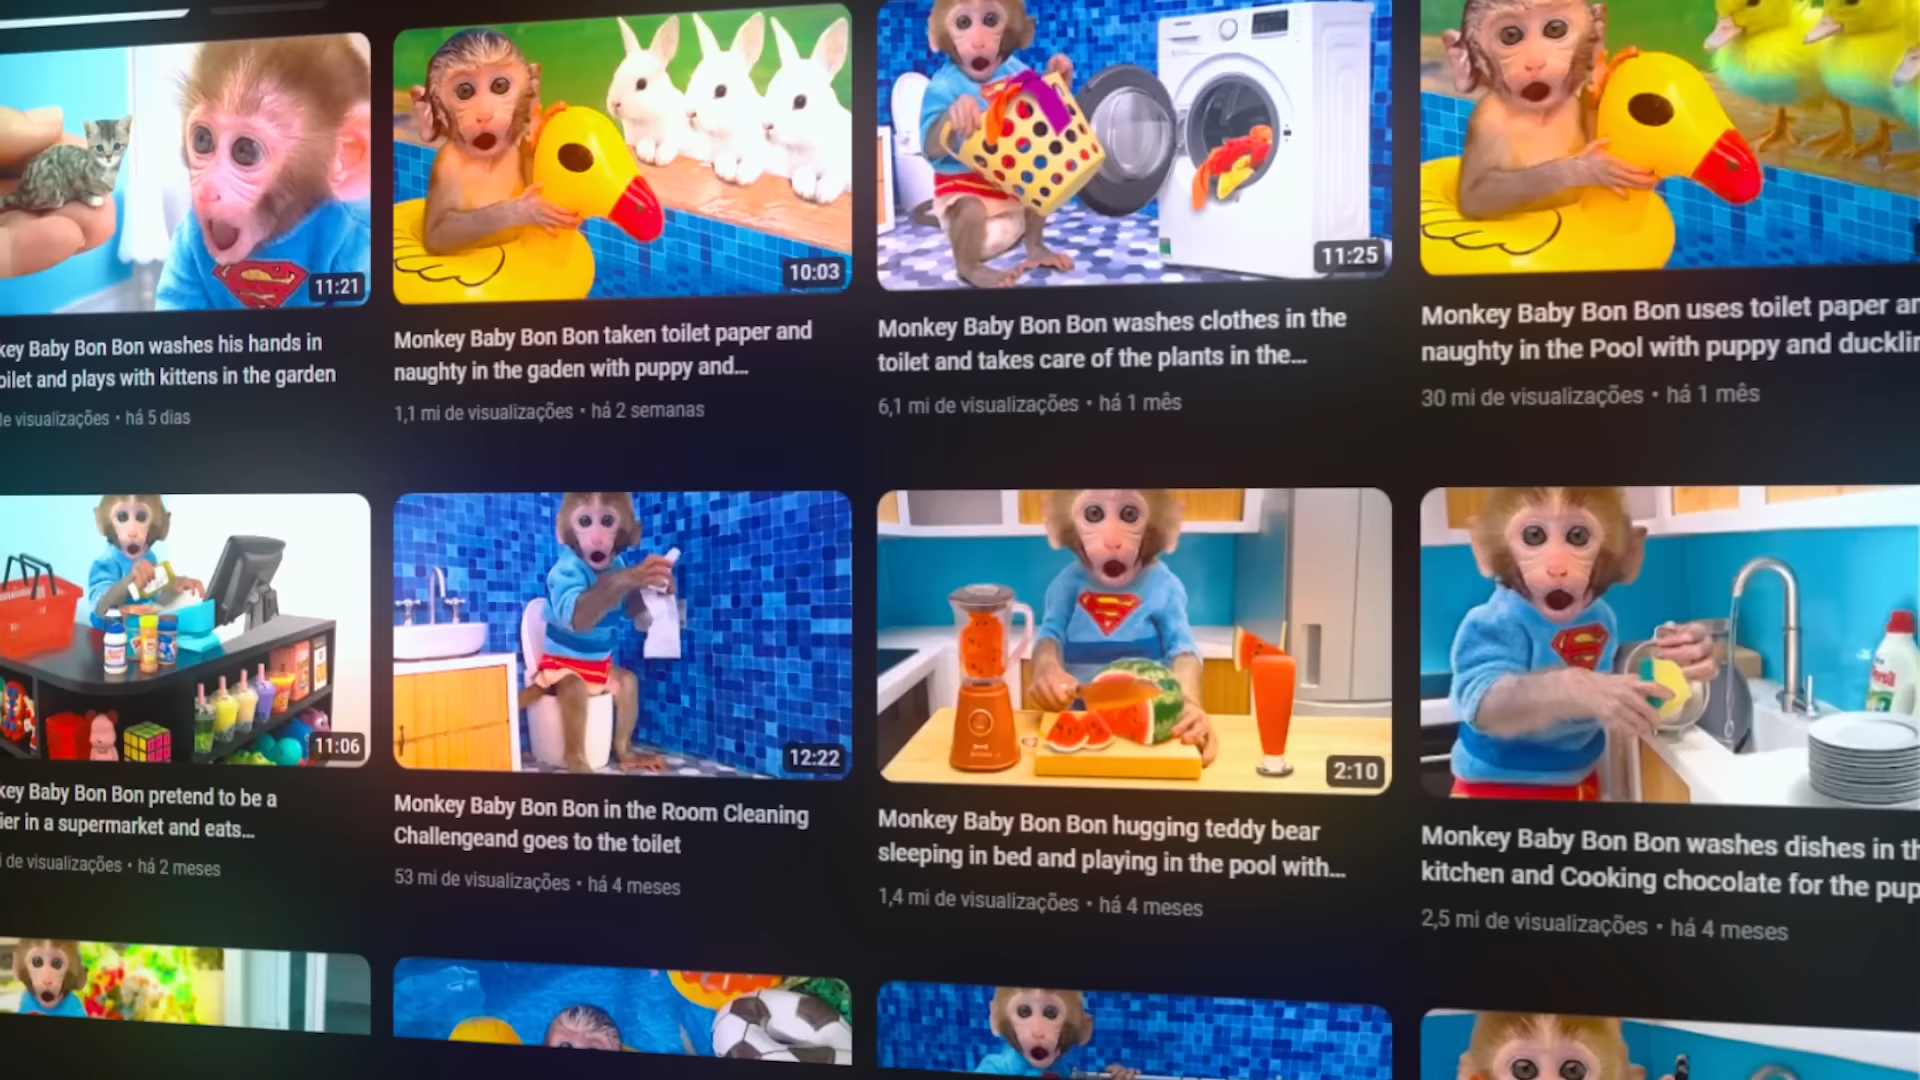 11:21
10:03
11:25
key Baby Bon Bon washes his hands in
oilet and plays with kittens in the garden
de visualizações • há 5 dias
Monkey Baby Bon Bon taken toilet paper and
naughty in the gaden with puppy and...
1,1 mi de visualizações • há 2 semanas
Monkey Baby Bon Bon washes clothes in the
toilet and takes care of the plants in the...
6,1 mi de visualizações • há 1 mês
Monkey Baby Bon Bon uses toilet paper an
naughty in the Pool with puppy and ducklin
30 mi de visualizações • há 1 mês
11:06
12:22
2:10
key Baby Bon Bon pretend to be a
ier in a supermarket and eats...
de visualizações • há 2 meses
Monkey Baby Bon Bon in the Room Cleaning
Challengeand goes to the toilet
53 mi de visualizações • há 4 meses
Monkey Baby Bon Bon hugging teddy bear
sleeping in bed and playing in the pool with...
1,4 mi de visualizações • há 4 meses
Monkey Baby Bon Bon washes dishes in th
kitchen and Cooking chocolate for the pup
2,5 mi de visualizações • há 4 meses